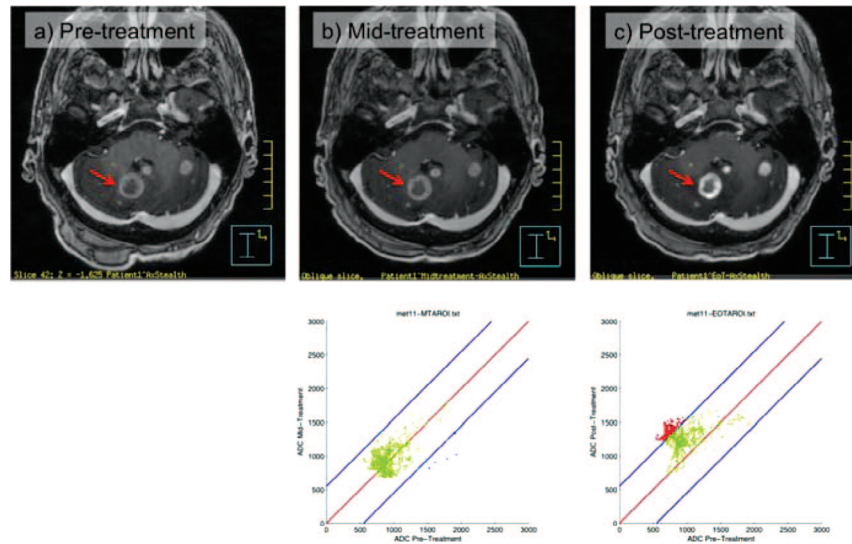 a) Pre-treatment
b) Mid-treatment
c) Post-treatment
Slice 42: Z = -1.625 Patient1^AxStealth
Oblique slice. Patient1^Midtreatment-AxStealth
Oblique slice. Patient1^EoT-AxStealth
met11-MTAROI.txt
3000
2500
2000
1500
1000
500
0
ADC Mid-Treatment
0 500 1000 1500 2000 2500 3000
ADC Pre-Treatment
met11-EOTAROI.txt
3000
2500
2000
1500
1000
500
0
ADC Post-Treatment
0 500 1000 1500 2000 2500 3000
ADC Pre-Treatment